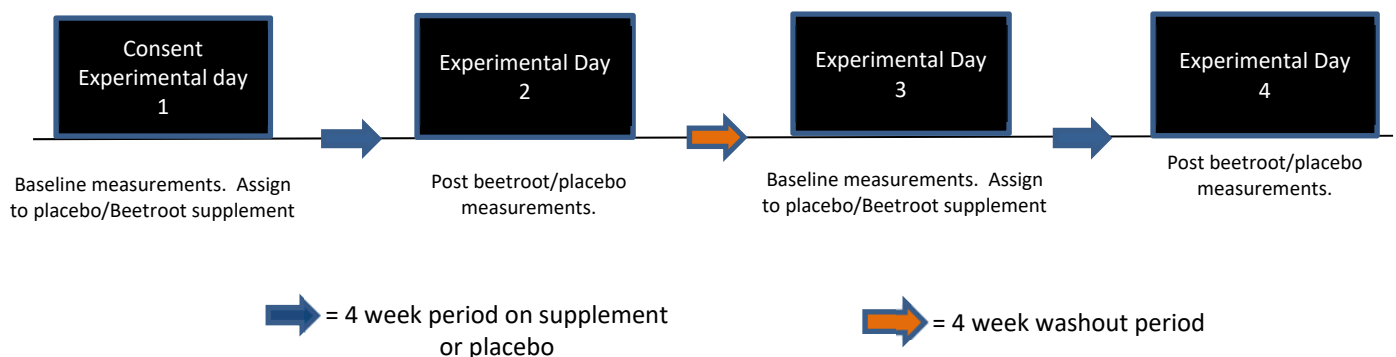 Consent
Experimental day
1
Experimental Day
2
Experimental Day
3
Experimental Day
4
Baseline measurements.  Assign
to placebo/Beetroot supplement
Post beetroot/placebo
measurements.
Baseline measurements.  Assign
to placebo/Beetroot supplement
Post beetroot/placebo
measurements.
= 4 week period on supplement
or placebo
= 4 week washout period